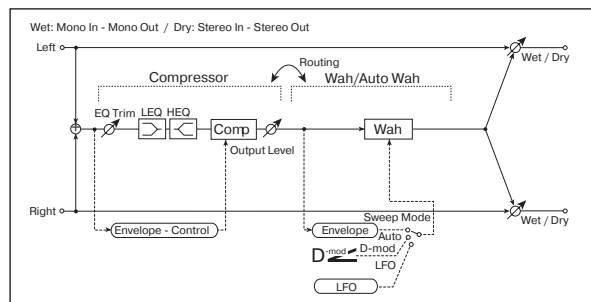 Wet: Mono In - Mono Out / Dry: Stereo In - Stereo Out
Left
Wet / Dry
Routing
Compressor
Wah/Auto Wah
EQ Trim
LEQ
HEQ
Comp
Wah
Output Level
Right
Wet / Dry
Sweep Mode
Envelope - Control
Envelope
Auto
D-mod
D-mod
LFO
LFO